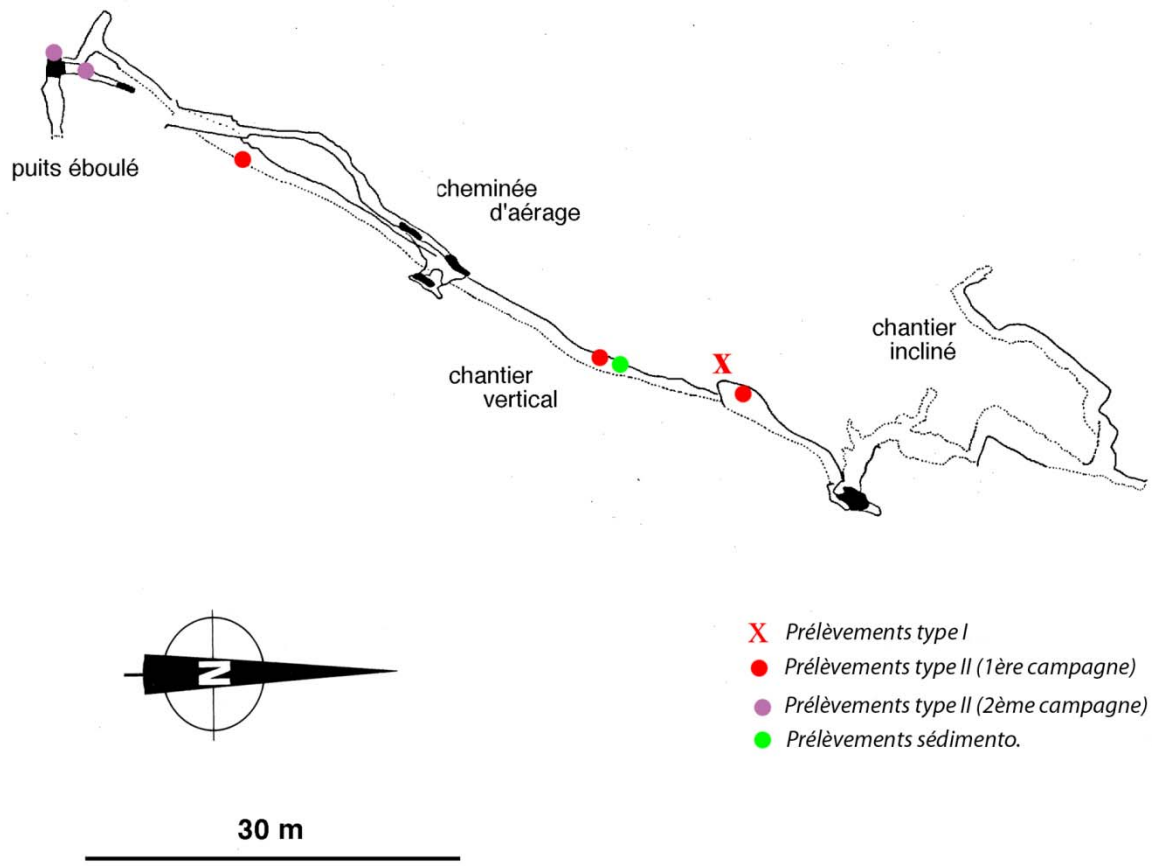 puits éboulé
cheminée
d'aérage
chantier
incliné
chantier
vertical
X
N
X Prélèvements type I
Prélèvements type II (1ère campagne)
Prélèvements type II (2ème campagne)
Prélèvements sédimento.
30 m